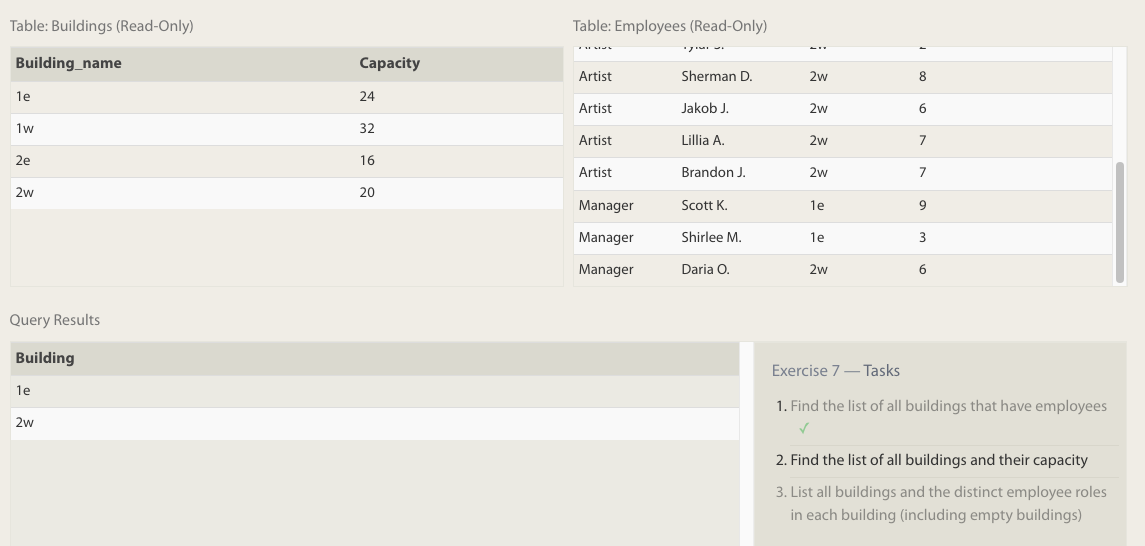 Table: Buildings (Read-Only)
Building_name Capacity
1e 24
1w 32
2e 16
2w 20
Table: Employees (Read-Only)
Artist Tylar S. 2w 2
Artist Sherman D. 2w 8
Artist Jakob J. 2w 6
Artist Lillia A. 2w 7
Artist Brandon J. 2w 7
Manager Scott K. 1e 9
Manager Shirlee M. 1e 3
Manager Daria O. 2w 6
Query Results
Building
1e
2w
Exercise 7 — Tasks
1. Find the list of all buildings that have employees
✓
2. Find the list of all buildings and their capacity
3. List all buildings and the distinct employee roles
in each building (including empty buildings)